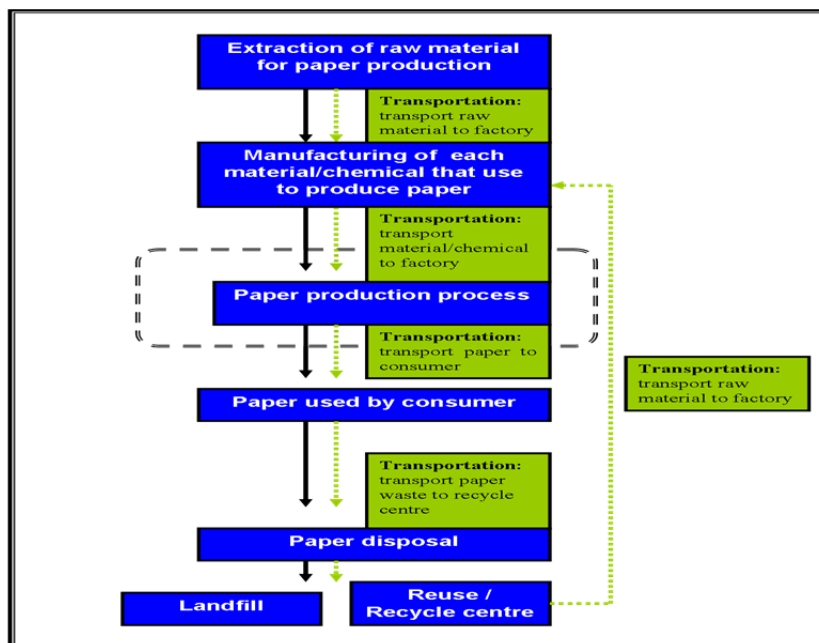 Extraction of raw material
for paper production
Transportation:
transport raw
material to factory
Manufacturing of each
material/chemical that use
to produce paper
Transportation:
transport
material/chemical
to factory
Paper production process
Transportation:
transport paper to
consumer
Transportation:
transport raw
material to factory
Paper used by consumer
Transportation:
transport paper
waste to recycle
centre
Paper disposal
Landfill
Reuse /
Recycle centre